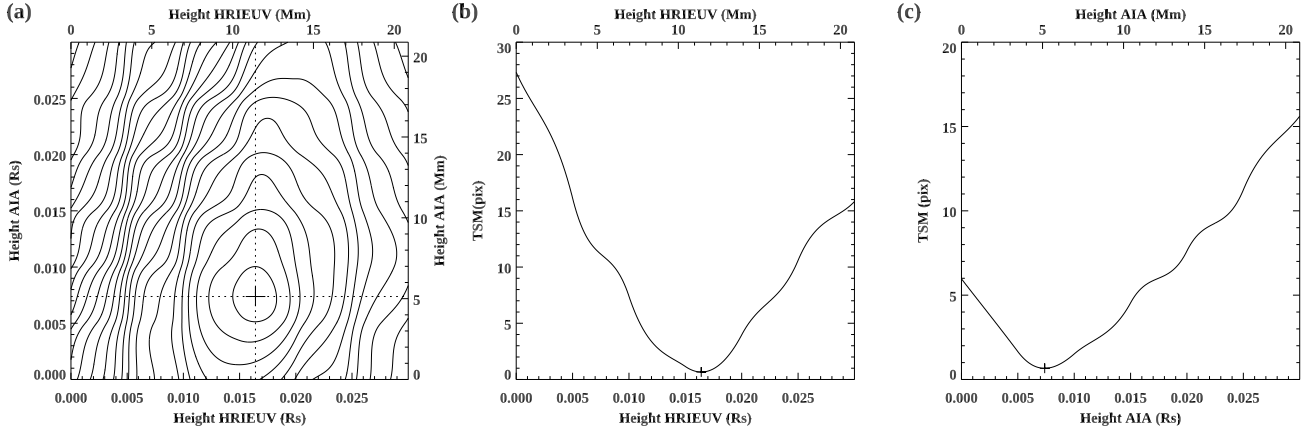 (a)
Height HRIEUV (Mm)
0 5 10 15 20
Height AIA (Rs)
0.025
0.020
0.015
0.010
0.005
0.000
20
15
10
5
0
Height AIA (Mm)
0.000 0.005 0.010 0.015 0.020 0.025
Height HRIEUV (Rs)
(b)
Height HRIEUV (Mm)
0 5 10 15 20
TSM(pix)
30
25
20
15
10
5
0
0.000 0.005 0.010 0.015 0.020 0.025
Height HRIEUV (Rs)
(c)
Height AIA (Mm)
0 5 10 15 20
TSM (pix)
20
15
10
5
0
0.000 0.005 0.010 0.015 0.020 0.025
Height AIA (Rs)